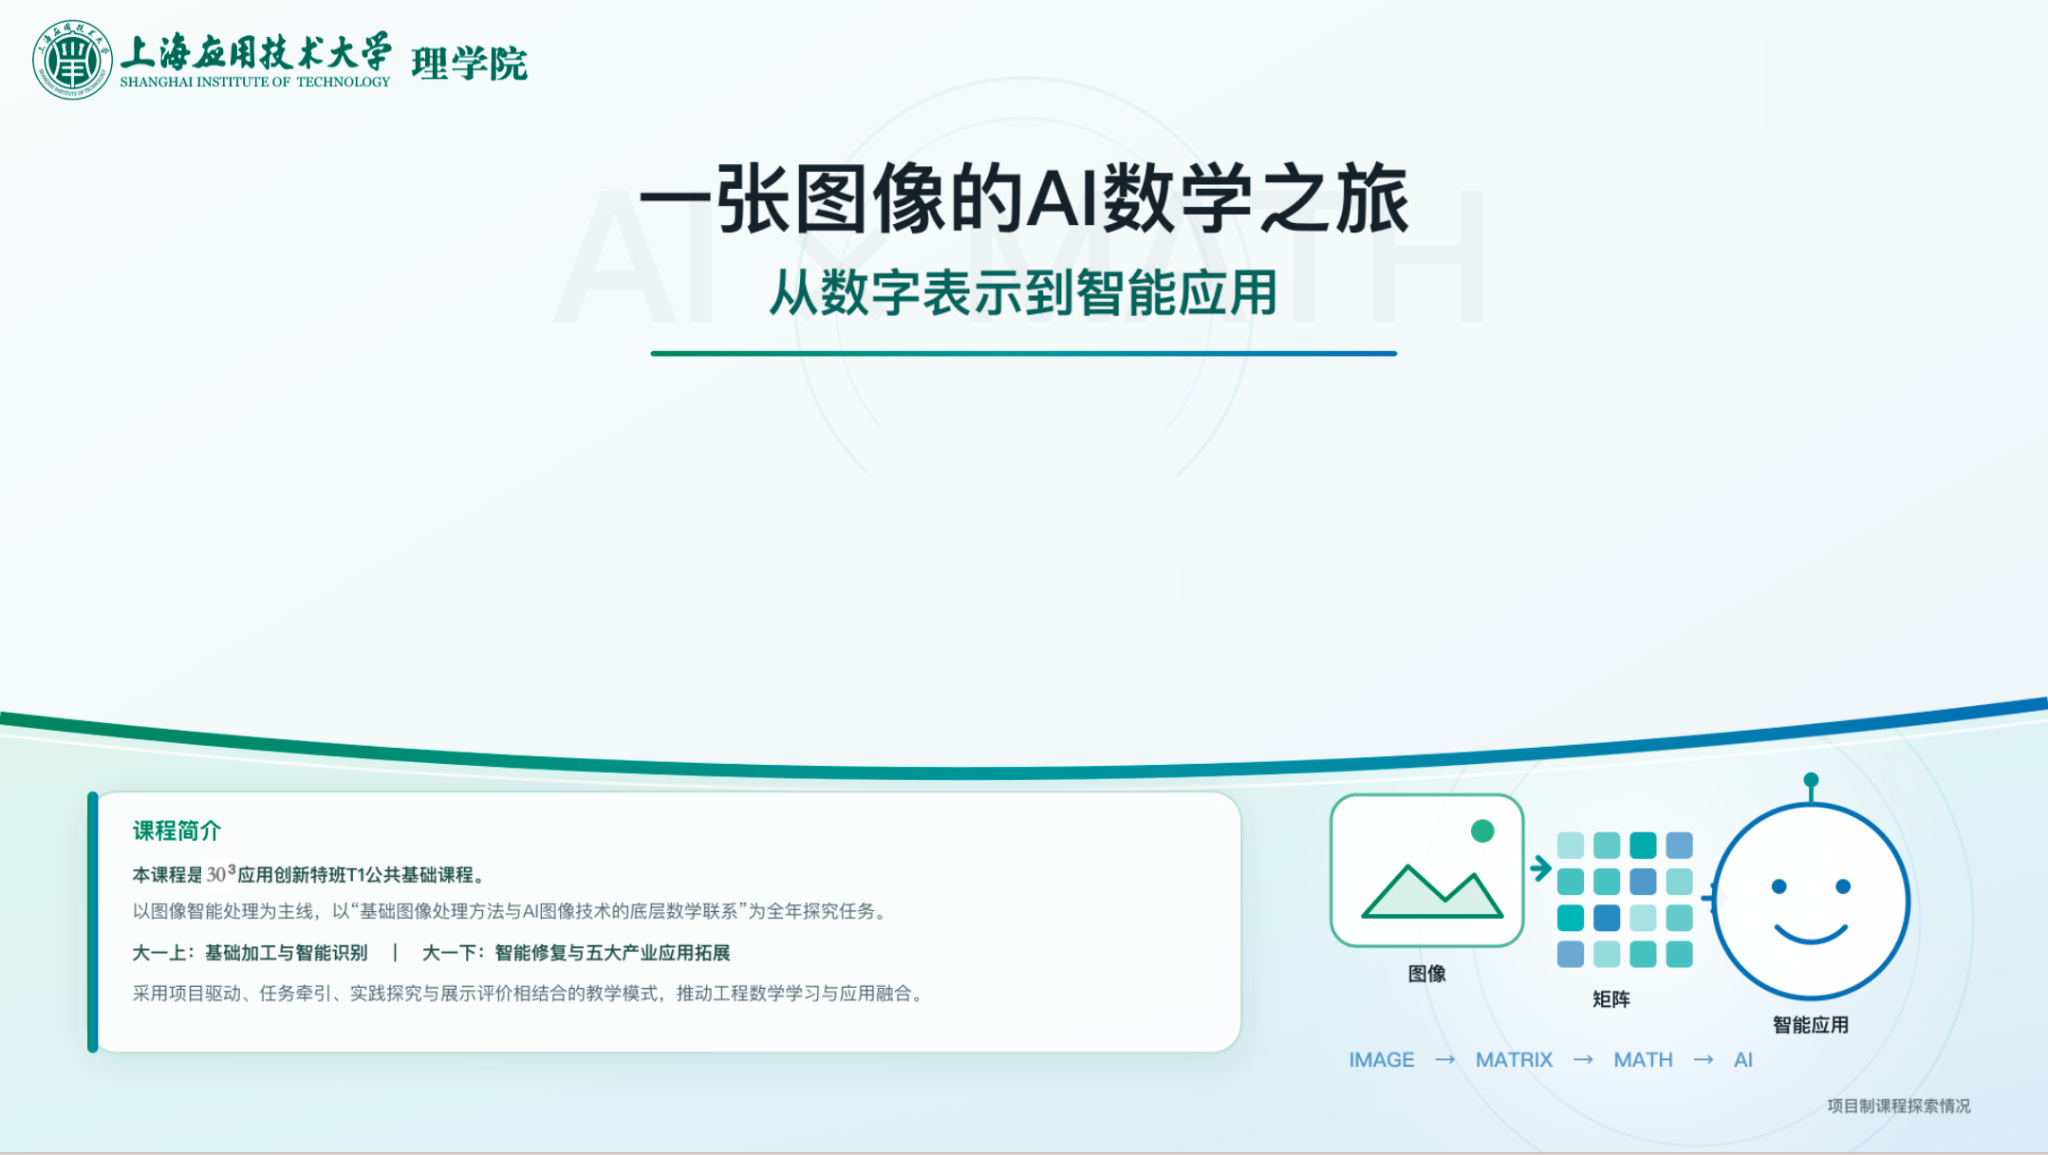 上海应用技术大学 理学院
SHANGHAI INSTITUTE OF TECHNOLOGY
AI × MATH
一张图像的AI数学之旅
从数字表示到智能应用
课程简介
本课程是 30³应用创新特班T1公共基础课程。
以图像智能处理为主线，以“基础图像处理方法与AI图像技术的底层数学联系”为全年探究任务。
大一上：基础加工与智能识别 | 大一下：智能修复与五大产业应用拓展
采用项目驱动、任务牵引、实践探究与展示评价相结合的教学模式，推动工程数学学习与应用融合。
图像
矩阵
智能应用
IMAGE → MATRIX → MATH → AI
项目制课程探索情况